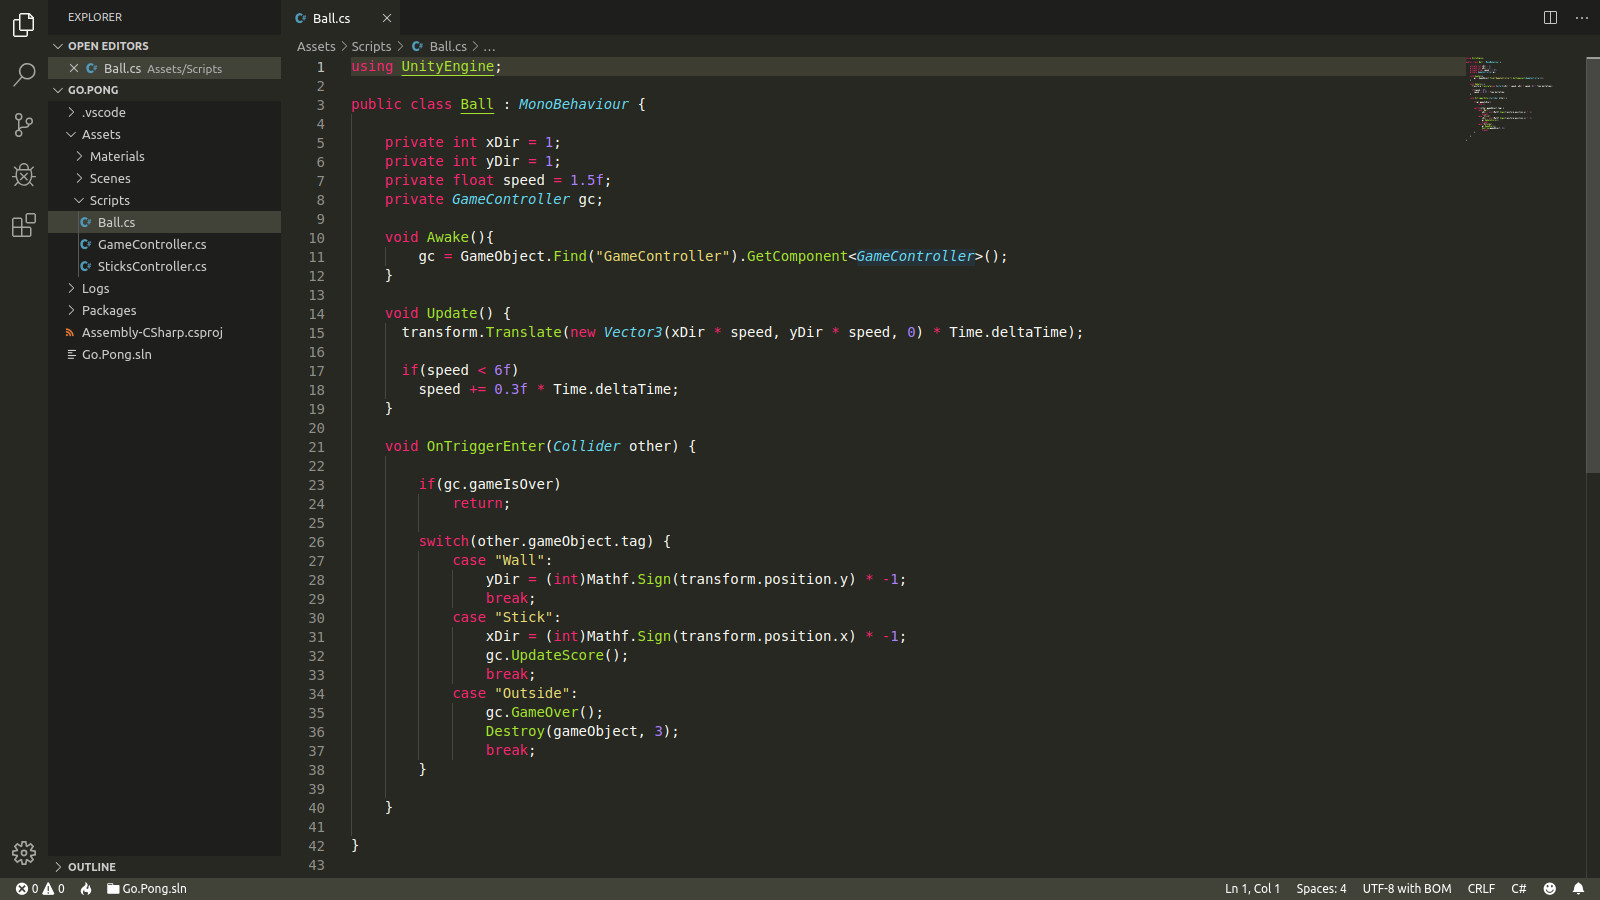 EXPLORER
OPEN EDITORS
Ball.cs Assets/Scripts
GO.PONG
.vscode
Assets
Materials
Scenes
Scripts
Ball.cs
GameController.cs
SticksController.cs
Logs
Packages
Assembly-CSharp.csproj
Go.Pong.sln
OUTLINE
Ball.cs
Assets > Scripts > Ball.cs > ...
1 using UnityEngine;
2
3 public class Ball : MonoBehaviour {
4
5 private int xDir = 1;
6 private int yDir = 1;
7 private float speed = 1.5f;
8 private GameController gc;
9
10 void Awake(){
11 gc = GameObject.Find("GameController").GetComponent<GameController>();
12 }
13
14 void Update() {
15 transform.Translate(new Vector3(xDir * speed, yDir * speed, 0) * Time.deltaTime);
16
17 if(speed < 6f)
18 speed += 0.3f * Time.deltaTime;
19 }
20
21 void OnTriggerEnter(Collider other) {
22
23 if(gc.gameIsOver)
24 return;
25
26 switch(other.gameObject.tag) {
27 case "Wall":
28 yDir = (int)Mathf.Sign(transform.position.y) * -1;
29 break;
30 case "Stick":
31 xDir = (int)Mathf.Sign(transform.position.x) * -1;
32 gc.UpdateScore();
33 break;
34 case "Outside":
35 gc.GameOver();
36 Destroy(gameObject, 3);
37 break;
38 }
39
40 }
41
42 }
43
0 0 Go.Pong.sln
Ln 1, Col 1 Spaces: 4 UTF-8 with BOM CRLF C#